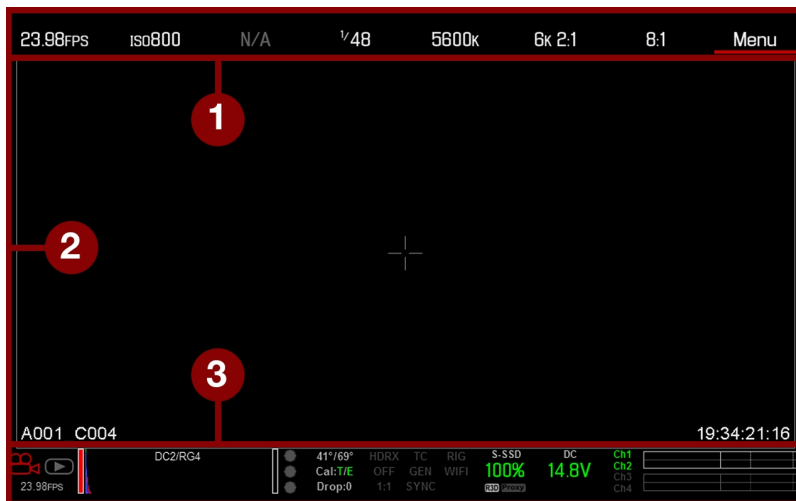 23.98FPS ISO800 N/A 1/48 5600K 6K 2:1 8:1 Menu
1
2
3
A001 C004 19:34:21:16
DC2/RG4 41°/69° HDRX TC RIG S-SSD DC Ch1
Cal:T/E OFF GEN WIFI 100% 14.8V Ch2
23.98FPS Drop:0 1:1 SYNC R3D Proxy Ch3
Ch4